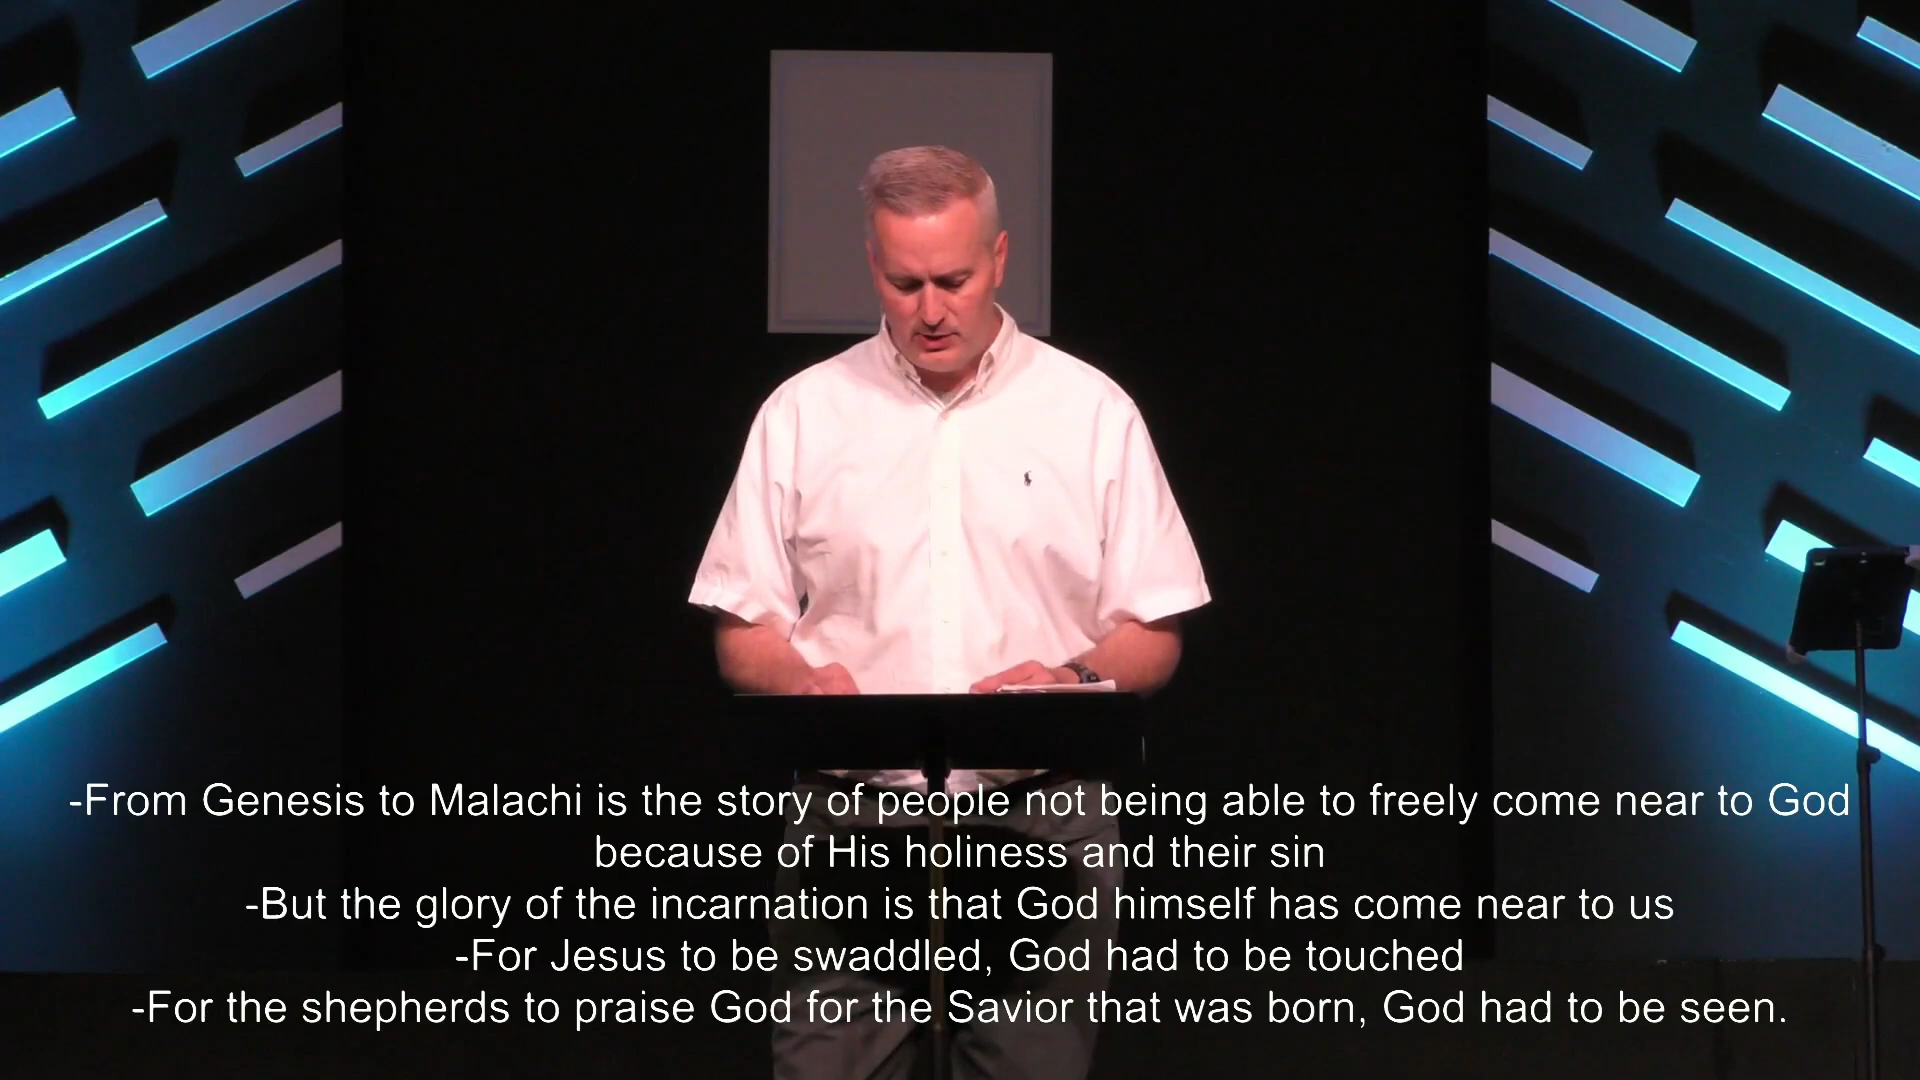 -From Genesis to Malachi is the story of people not being able to freely come near to God
because of His holiness and their sin
-But the glory of the incarnation is that God himself has come near to us
-For Jesus to be swaddled, God had to be touched
-For the shepherds to praise God for the Savior that was born, God had to be seen.